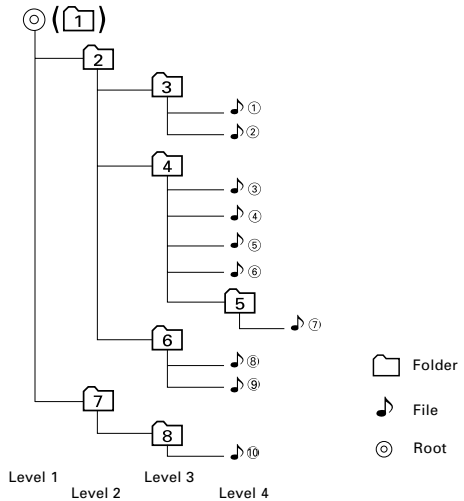 (1)
2
3
①
②
4
③
④
⑤
⑥
5
⑦
6
⑧
⑨
7
8
⑩
Folder
File
Root
Level 1
Level 2
Level 3
Level 4